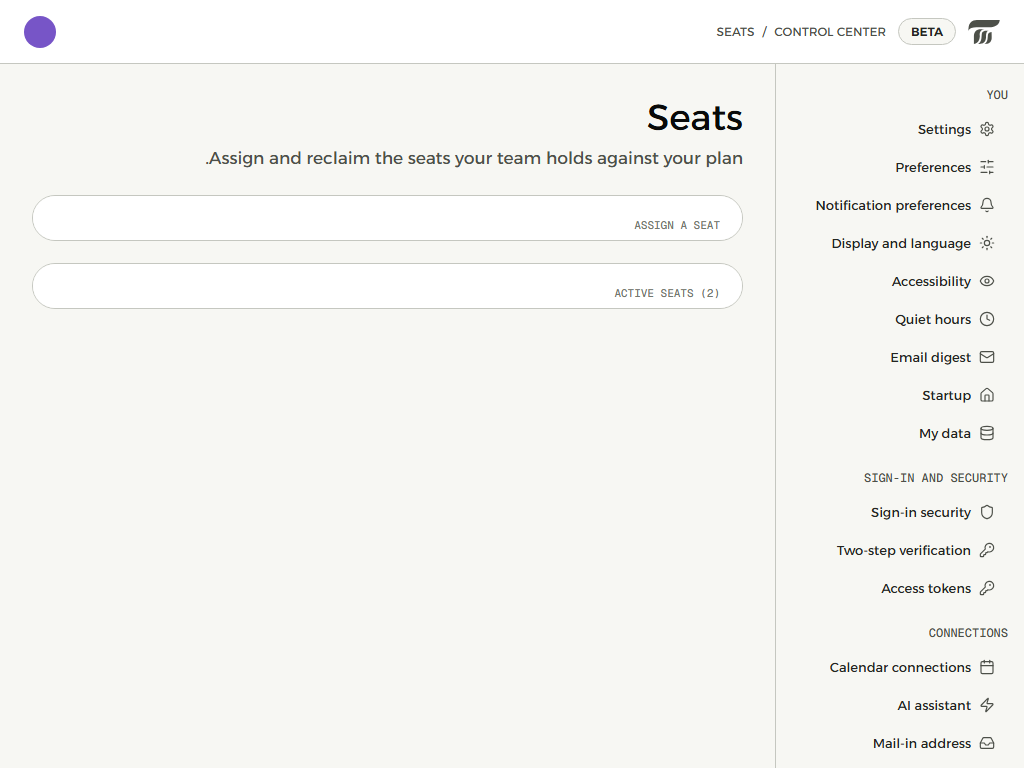 SEATS / CONTROL CENTER
BETA
Seats
.Assign and reclaim the seats your team holds against your plan
ASSIGN A SEAT
ACTIVE SEATS (2)
YOU
Settings
Preferences
Notification preferences
Display and language
Accessibility
Quiet hours
Email digest
Startup
My data
SIGN-IN AND SECURITY
Sign-in security
Two-step verification
Access tokens
CONNECTIONS
Calendar connections
AI assistant
Mail-in address